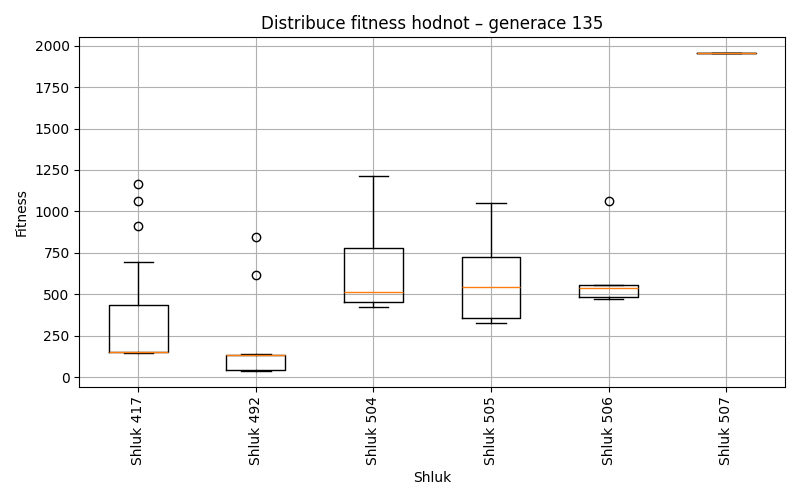 Distribuce fitness hodnot – generace 135
2000
1750
1500
1250
1000
750
500
250
0
Fitness
Shluk 417
Shluk 492
Shluk 504
Shluk 505
Shluk 506
Shluk 507
Shluk